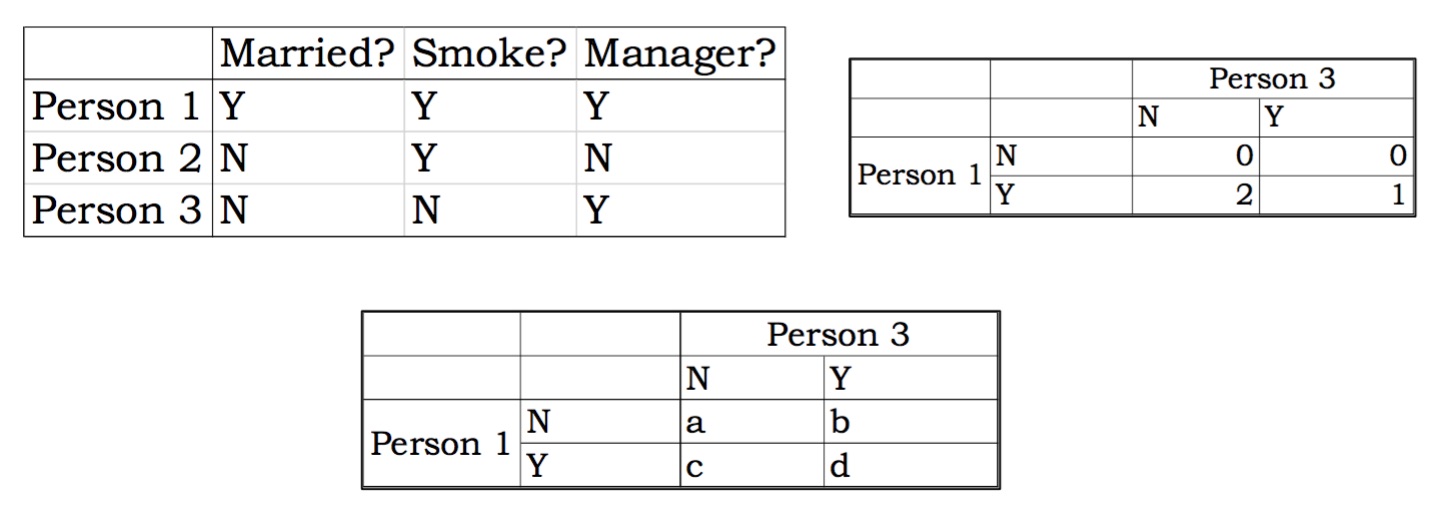 Married? Smoke? Manager?
Person 1 Y Y Y
Person 2 N Y N
Person 3 N N Y
Person 3
N Y
Person 1
N 0 0
Y 2 1
Person 3
N Y
Person 1
N a b
Y c d